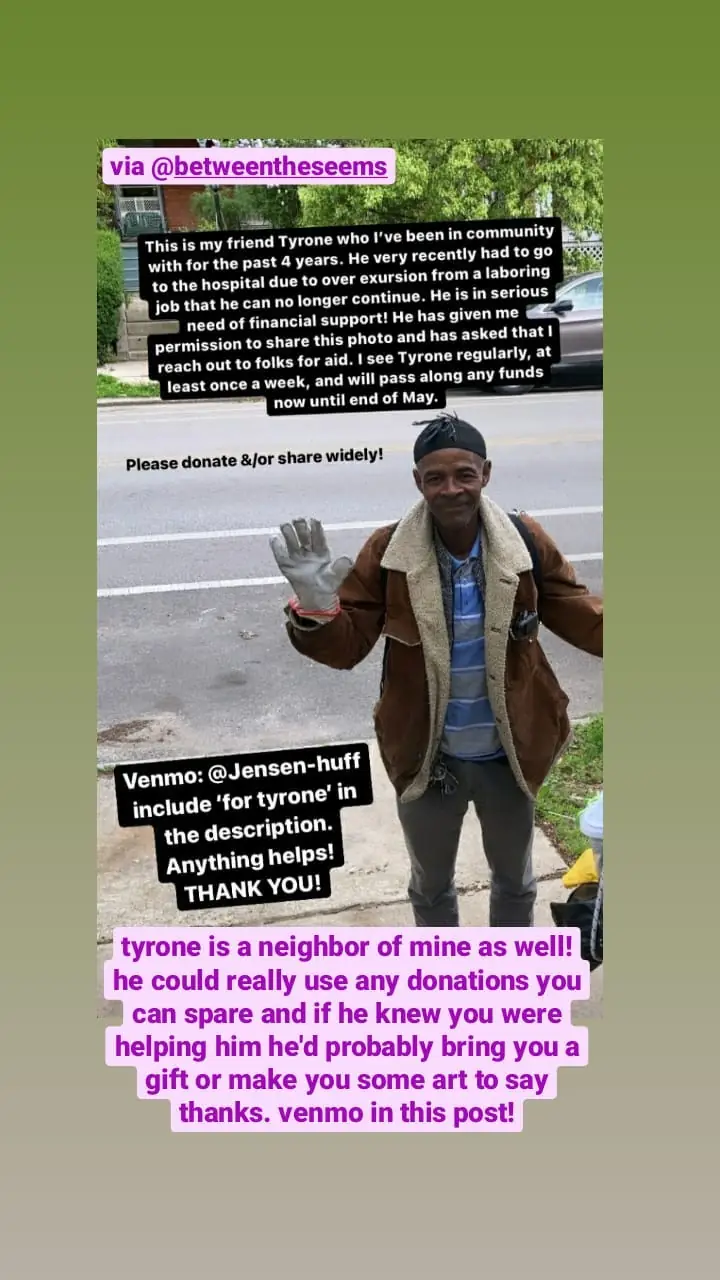 via @betweentheseems
This is my friend Tyrone who I've been in community
with for the past 4 years. He very recently had to go
to the hospital due to over exursion from a laboring
job that he can no longer continue. He is in serious
need of financial support! He has given me
permission to share this photo and has asked that I
reach out to folks for aid. I see Tyrone regularly, at
least once a week, and will pass along any funds
now until end of May.
Please donate &/or share widely!
Venmo: @Jensen-huff
include 'for tyrone' in
the description.
Anything helps!
THANK YOU!
tyrone is a neighbor of mine as well!
he could really use any donations you
can spare and if he knew you were
helping him he'd probably bring you a
gift or make you some art to say
thanks. venmo in this post!